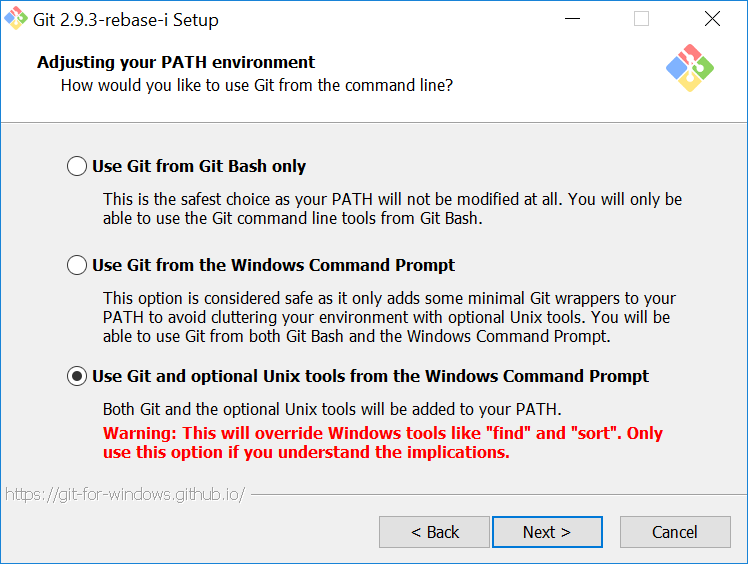 Git 2.9.3-rebase-i Setup
Adjusting your PATH environment
How would you like to use Git from the command line?
Use Git from Git Bash only
This is the safest choice as your PATH will not be modified at all. You will only be
able to use the Git command line tools from Git Bash.
Use Git from the Windows Command Prompt
This option is considered safe as it only adds some minimal Git wrappers to your
PATH to avoid cluttering your environment with optional Unix tools. You will be
able to use Git from both Git Bash and the Windows Command Prompt.
Use Git and optional Unix tools from the Windows Command Prompt
Both Git and the optional Unix tools will be added to your PATH.
Warning: This will override Windows tools like "find" and "sort". Only
use this option if you understand the implications.
https://git-for-windows.github.io/
< Back
Next >
Cancel